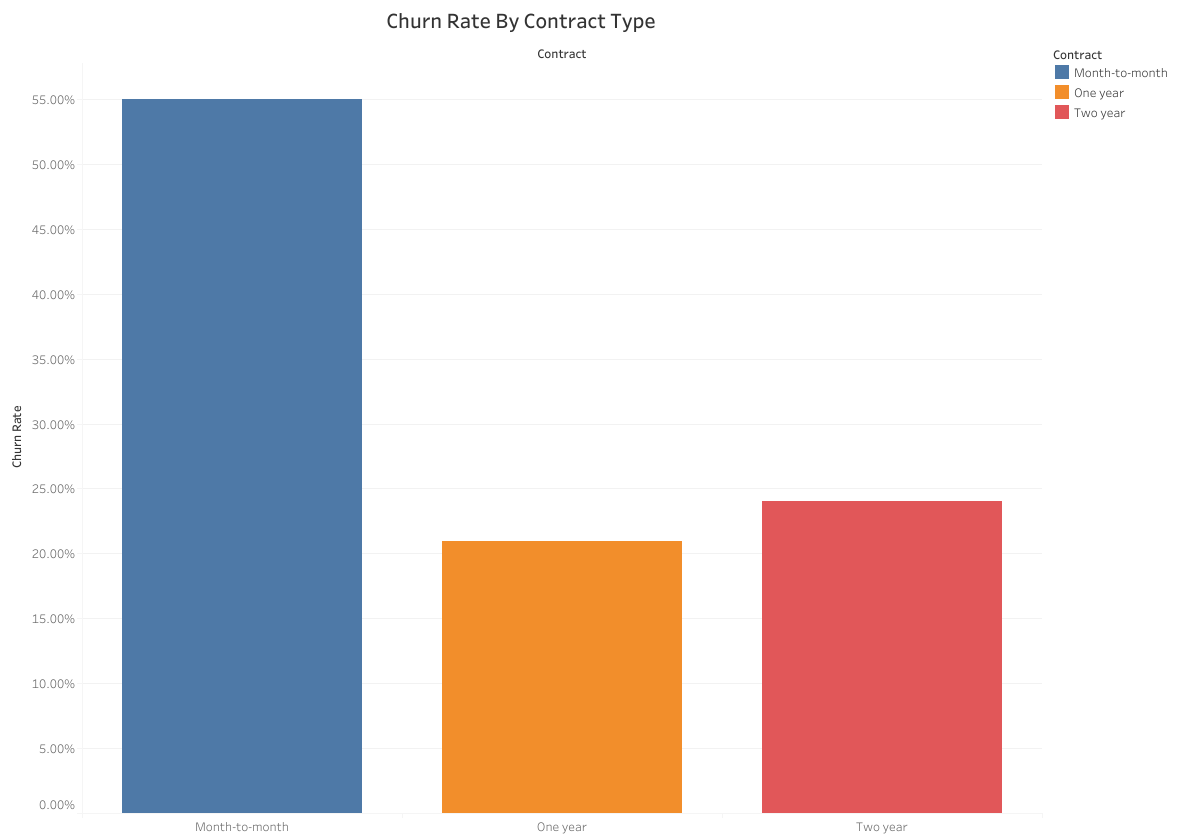 Churn Rate By Contract Type
Contract
Contract
Month-to-month
One year
Two year
Churn Rate
55.00%
50.00%
45.00%
40.00%
35.00%
30.00%
25.00%
20.00%
15.00%
10.00%
5.00%
0.00%
Month-to-month
One year
Two year